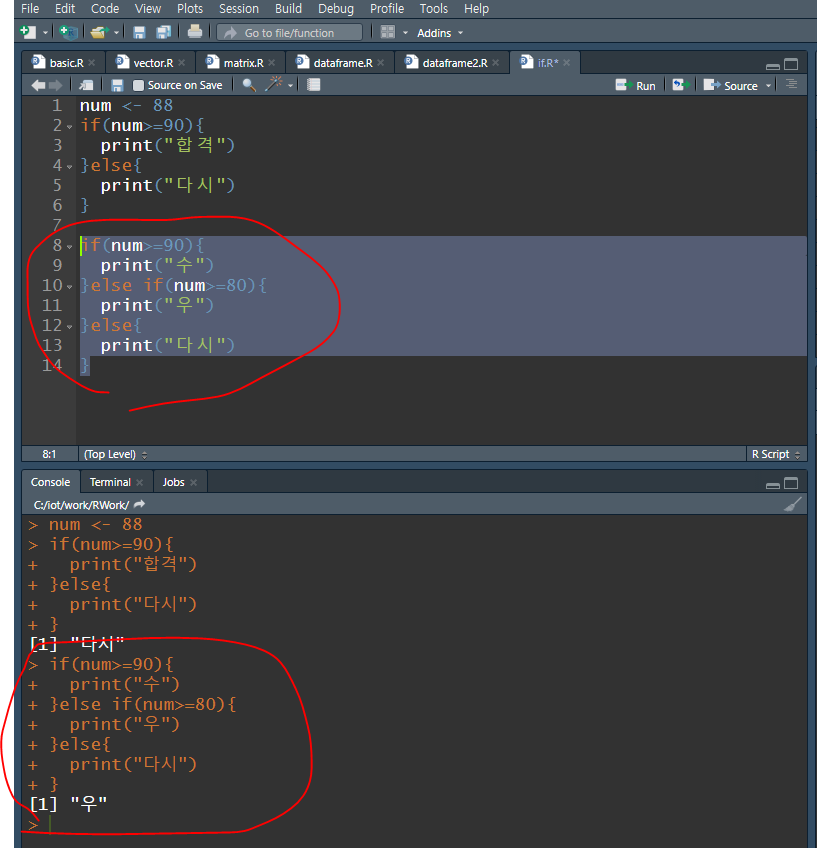 File Edit Code View Plots Session Build Debug Profile Tools Help
Go to file/function Addins
basic.R vector.R matrix.R dataframe.R dataframe2.R if.R*
Source on Save Run Source
1 num <- 88
2 if(num>=90){
3 print("합격")
4 }else{
5 print("다시")
6 }
7
8 if(num>=90){
9 print("수")
10 }else if(num>=80){
11 print("우")
12 }else{
13 print("다시")
14 }
8:1 (Top Level) R Script
Console Terminal Jobs
C:/iot/work/RWork/
> num <- 88
> if(num>=90){
+ print("합격")
+ }else{
+ print("다시")
+ }
[1] "다시"
> if(num>=90){
+ print("수")
+ }else if(num>=80){
+ print("우")
+ }else{
+ print("다시")
+ }
[1] "우"
>